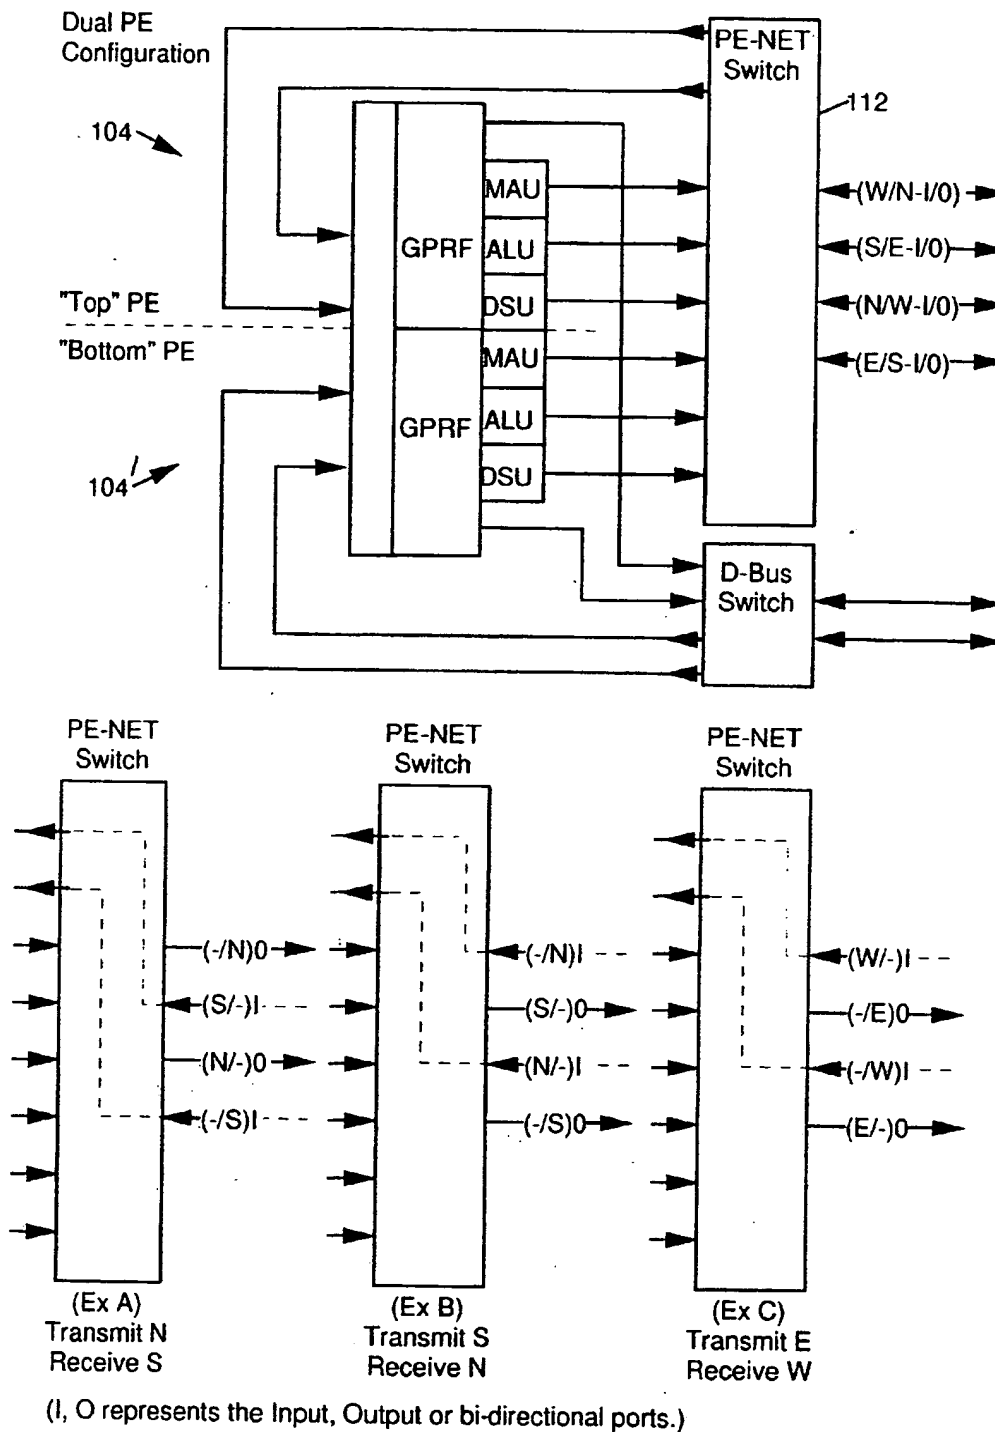 Dual PE
Configuration
PE-NET
Switch
112
104
MAU
(W/N-I/0)
GPRF
ALU
(S/E-I/0)
"Top" PE
DSU
(N/W-I/0)
"Bottom" PE
MAU
(E/S-I/0)
GPRF
ALU
104'
DSU
D-Bus
Switch
PE-NET
Switch
PE-NET
Switch
PE-NET
Switch
(-/N)0
(S/-)I
(N/-)0
(-/S)I
(-/N)I
(S/-)0
(N/-)I
(-/S)0
(W/-)I
(-/E)0
(-/W)I
(E/-)0
(Ex A)
Transmit N
Receive S
(Ex B)
Transmit S
Receive N
(Ex C)
Transmit E
Receive W
(I, O represents the Input, Output or bi-directional ports.)